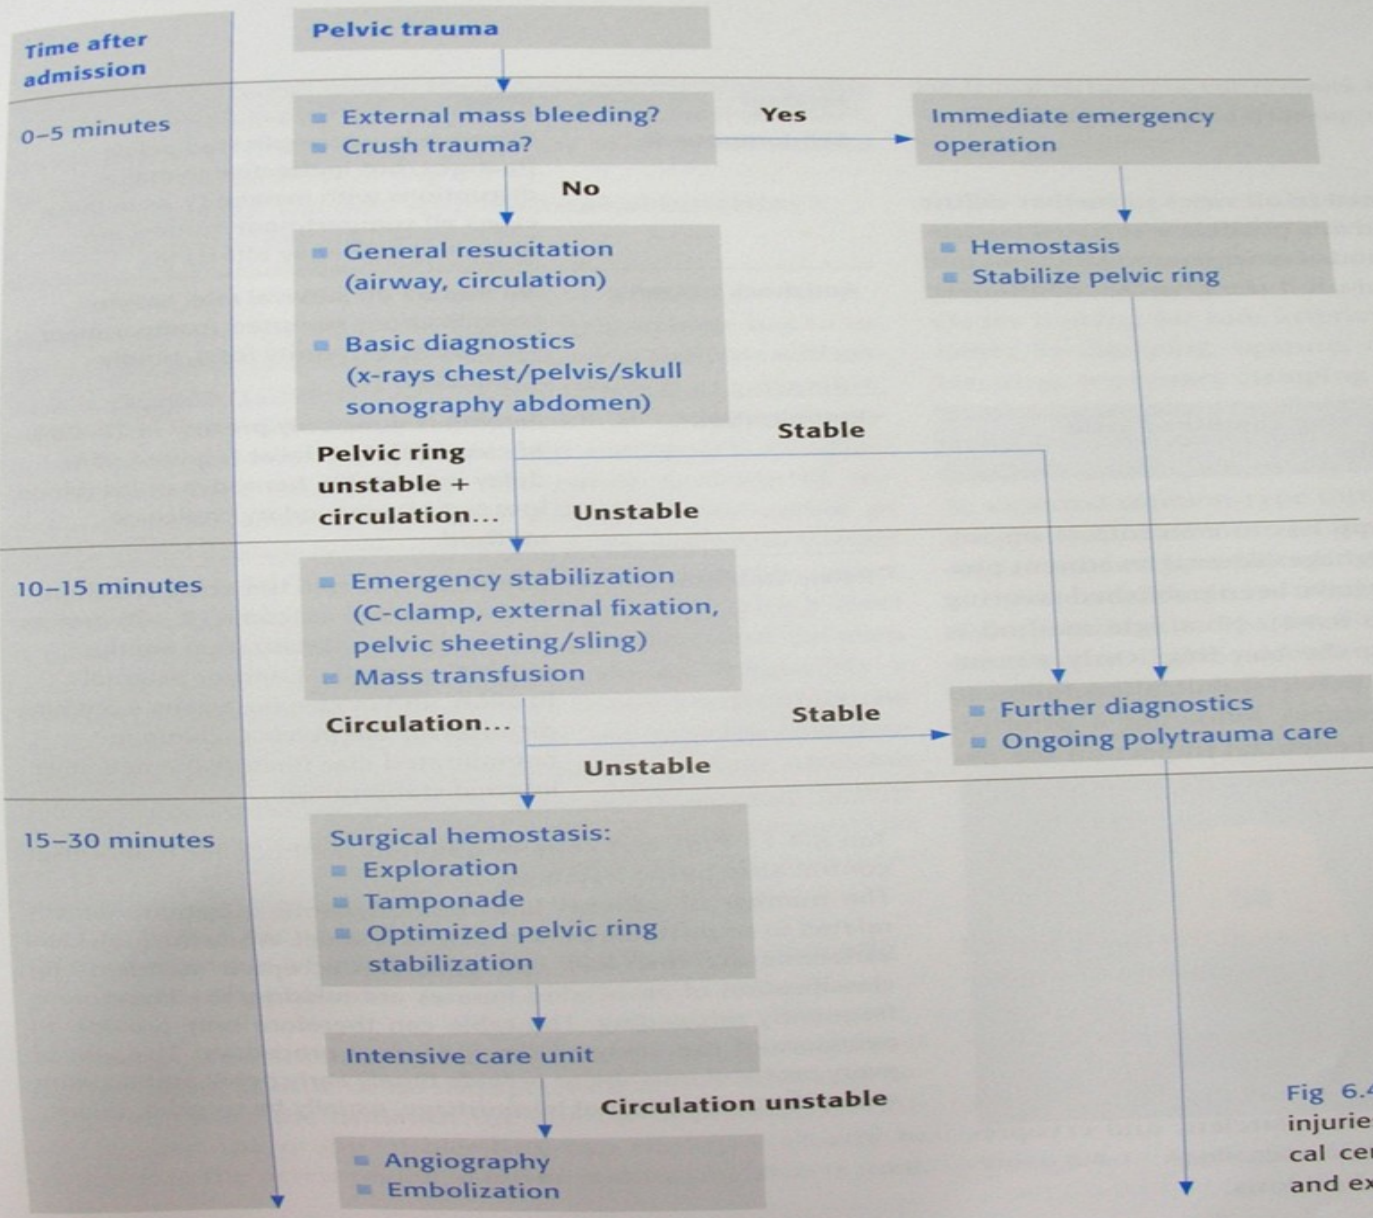 Time after
admission
Pelvic trauma
0–5 minutes
External mass bleeding?
Crush trauma?
Yes
Immediate emergency
operation
No
General resucitation
(airway, circulation)
Basic diagnostics
(x-rays chest/pelvis/skull
sonography abdomen)
Hemostasis
Stabilize pelvic ring
Pelvic ring
unstable +
circulation...
Stable
Unstable
10–15 minutes
Emergency stabilization
(C-clamp, external fixation,
pelvic sheeting/sling)
Mass transfusion
Circulation...
Stable
Unstable
Further diagnostics
Ongoing polytrauma care
15–30 minutes
Surgical hemostasis:
Exploration
Tamponade
Optimized pelvic ring
stabilization
Intensive care unit
Circulation unstable
Angiography
Embolization
Fig 6.4
injurie
cal cer
and ex